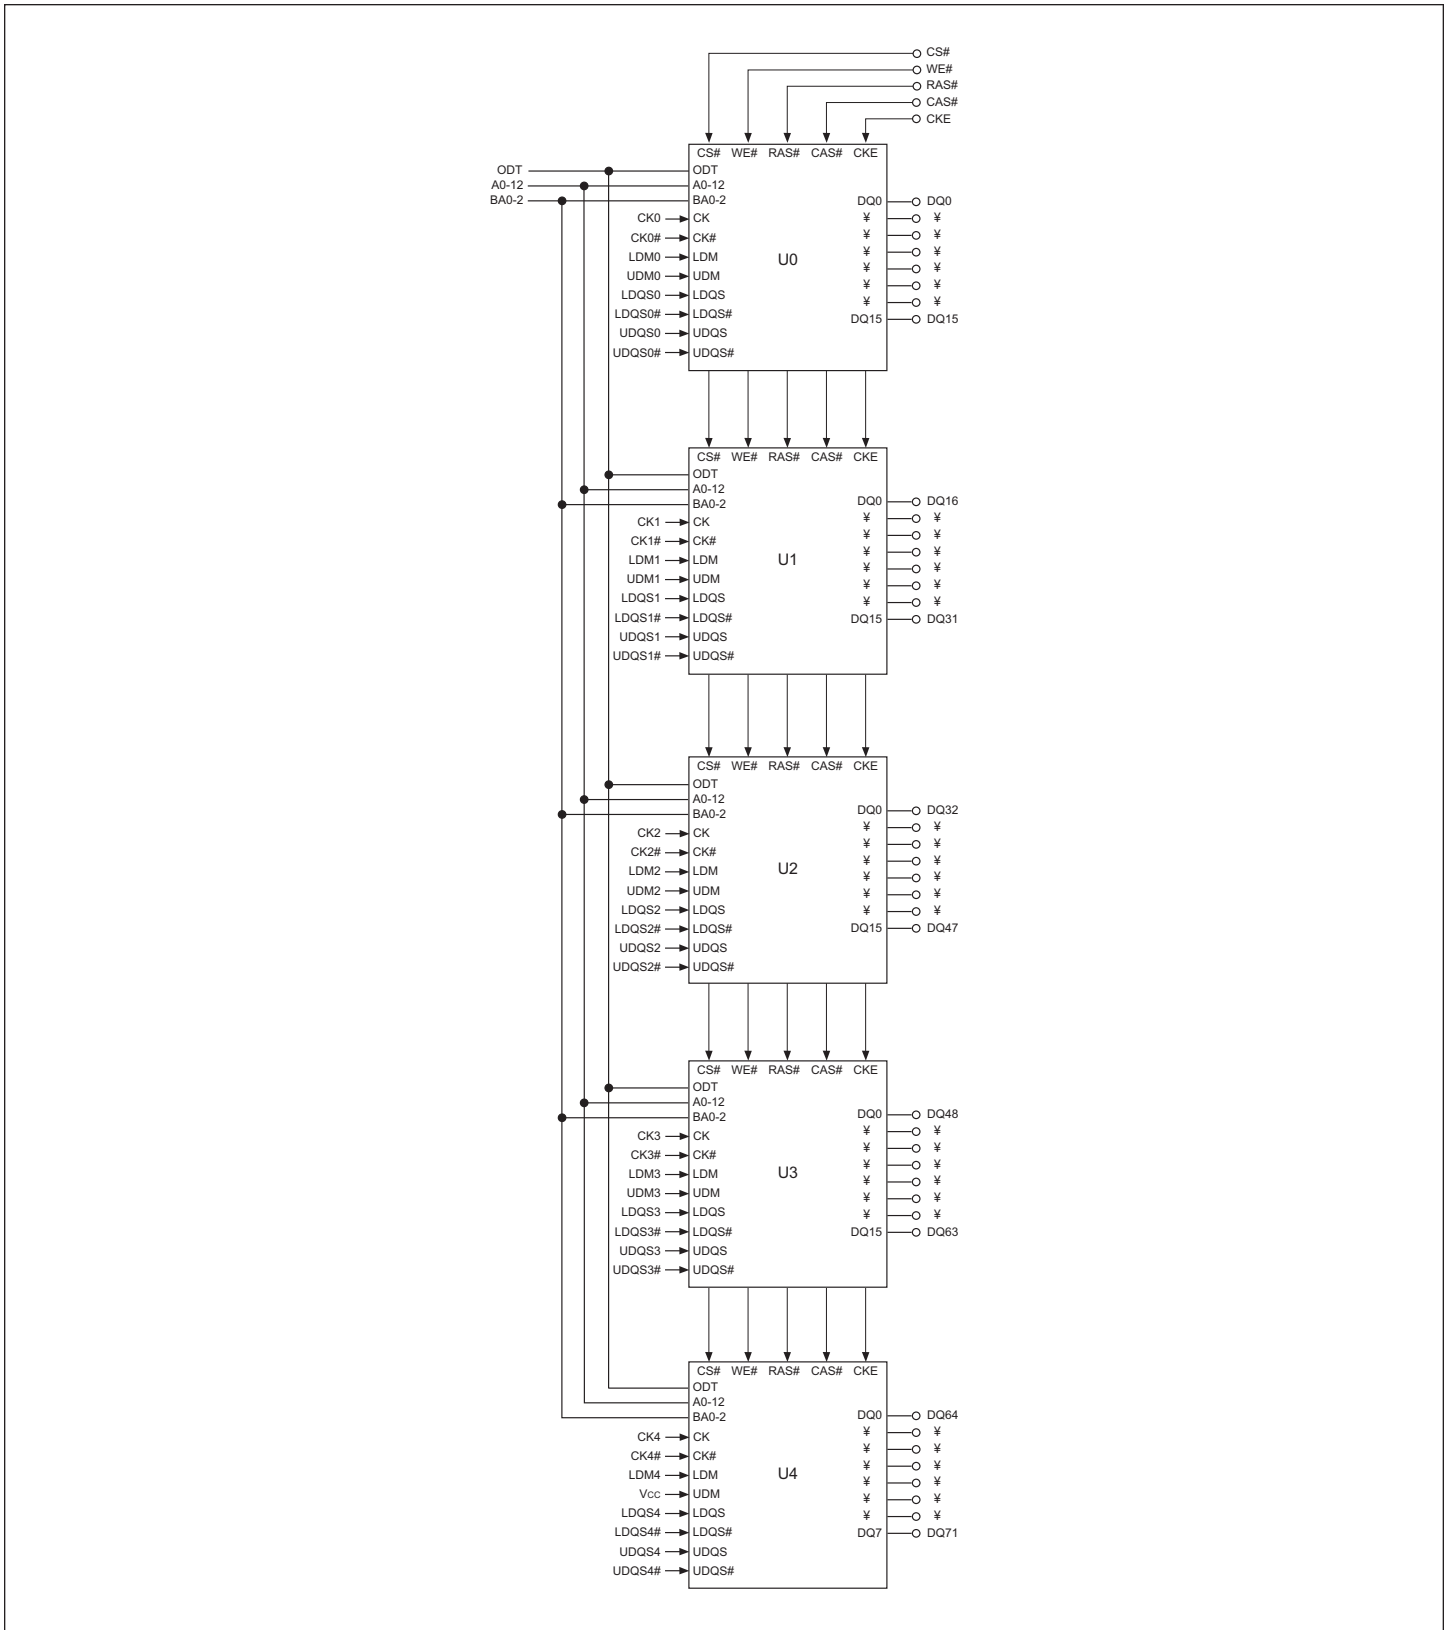 CS#
WE#
RAS#
CAS#
CKE
CS# WE# RAS# CAS# CKE
ODT ODT
A0-12 A0-12
BA0-2 BA0-2 DQ0 DQ0
CK0 CK ¥ ¥
CK0# CK# ¥ ¥
LDM0 LDM ¥ ¥
U0
UDM0 UDM ¥ ¥
LDQS0 LDQS ¥ ¥
LDQS0# LDQS# ¥ ¥
UDQS0 UDQS DQ15 DQ15
UDQS0# UDQS#
CS# WE# RAS# CAS# CKE
ODT
A0-12
BA0-2 DQ0 DQ16
CK1 CK ¥ ¥
CK1# CK# ¥ ¥
LDM1 LDM ¥ ¥
U1
UDM1 UDM ¥ ¥
LDQS1 LDQS ¥ ¥
LDQS1# LDQS# ¥ ¥
UDQS1 UDQS DQ15 DQ31
UDQS1# UDQS#
CS# WE# RAS# CAS# CKE
ODT
A0-12
BA0-2 DQ0 DQ32
CK2 CK ¥ ¥
CK2# CK# ¥ ¥
LDM2 LDM ¥ ¥
U2
UDM2 UDM ¥ ¥
LDQS2 LDQS ¥ ¥
LDQS2# LDQS# ¥ ¥
UDQS2 UDQS DQ15 DQ47
UDQS2# UDQS#
CS# WE# RAS# CAS# CKE
ODT
A0-12
BA0-2 DQ0 DQ48
CK3 CK ¥ ¥
CK3# CK# ¥ ¥
LDM3 LDM ¥ ¥
U3
UDM3 UDM ¥ ¥
LDQS3 LDQS ¥ ¥
LDQS3# LDQS# ¥ ¥
UDQS3 UDQS DQ15 DQ63
UDQS3# UDQS#
CS# WE# RAS# CAS# CKE
ODT
A0-12
BA0-2 DQ0 DQ64
CK4 CK ¥ ¥
CK4# CK# ¥ ¥
LDM4 LDM ¥ ¥
U4
Vcc UDM ¥ ¥
LDQS4 LDQS ¥ ¥
LDQS4# LDQS# ¥ ¥
UDQS4 UDQS DQ7 DQ71
UDQS4# UDQS#